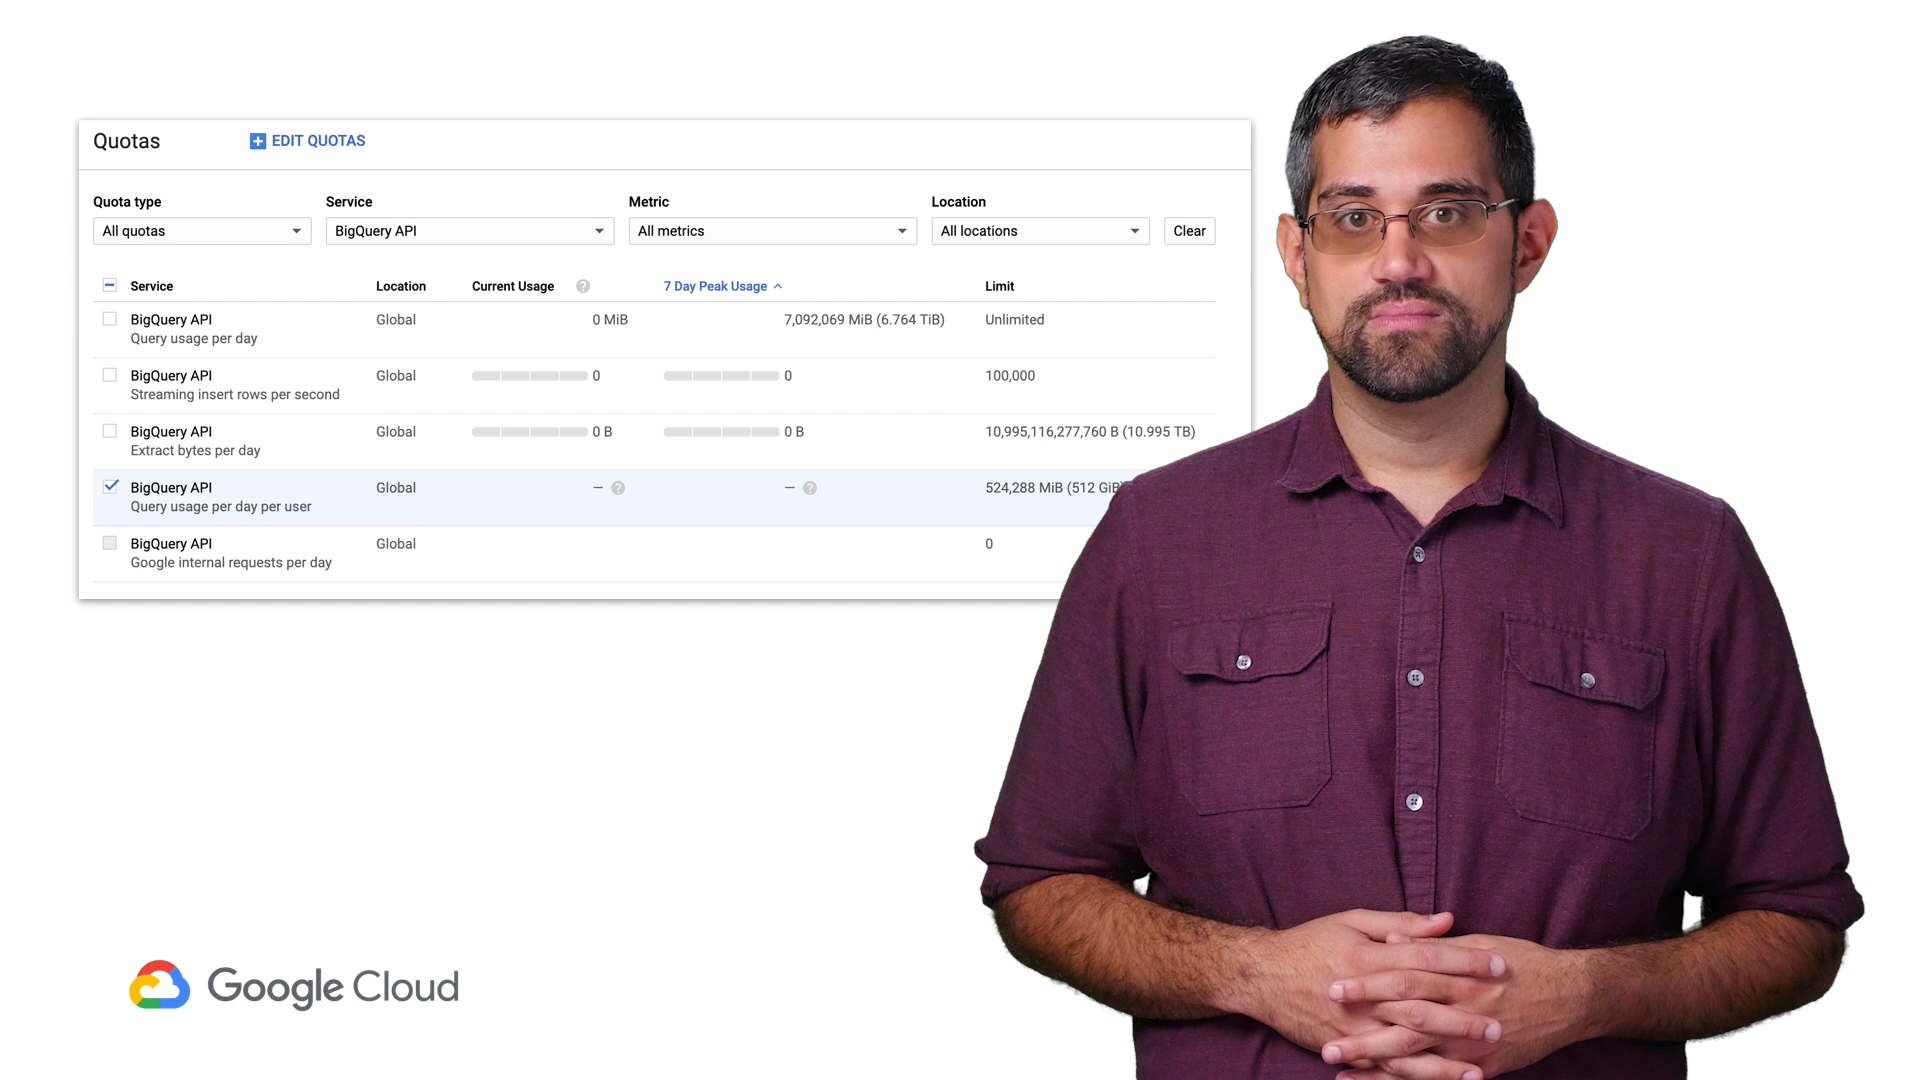 Quotas EDIT QUOTAS
Quota type Service Metric Location
All quotas BigQuery API All metrics All locations Clear
Service Location Current Usage ? 7 Day Peak Usage Limit
BigQuery API Global 0 MiB 7,092,069 MiB (6.764 TiB) Unlimited
Query usage per day
BigQuery API Global 0 0 100,000
Streaming insert rows per second
BigQuery API Global 0 B 0 B 10,995,116,277,760 B (10.995 TB)
Extract bytes per day
BigQuery API Global – ? – ? 524,288 MiB (512 GiB
Query usage per day per user
BigQuery API Global 0
Google internal requests per day
Google Cloud